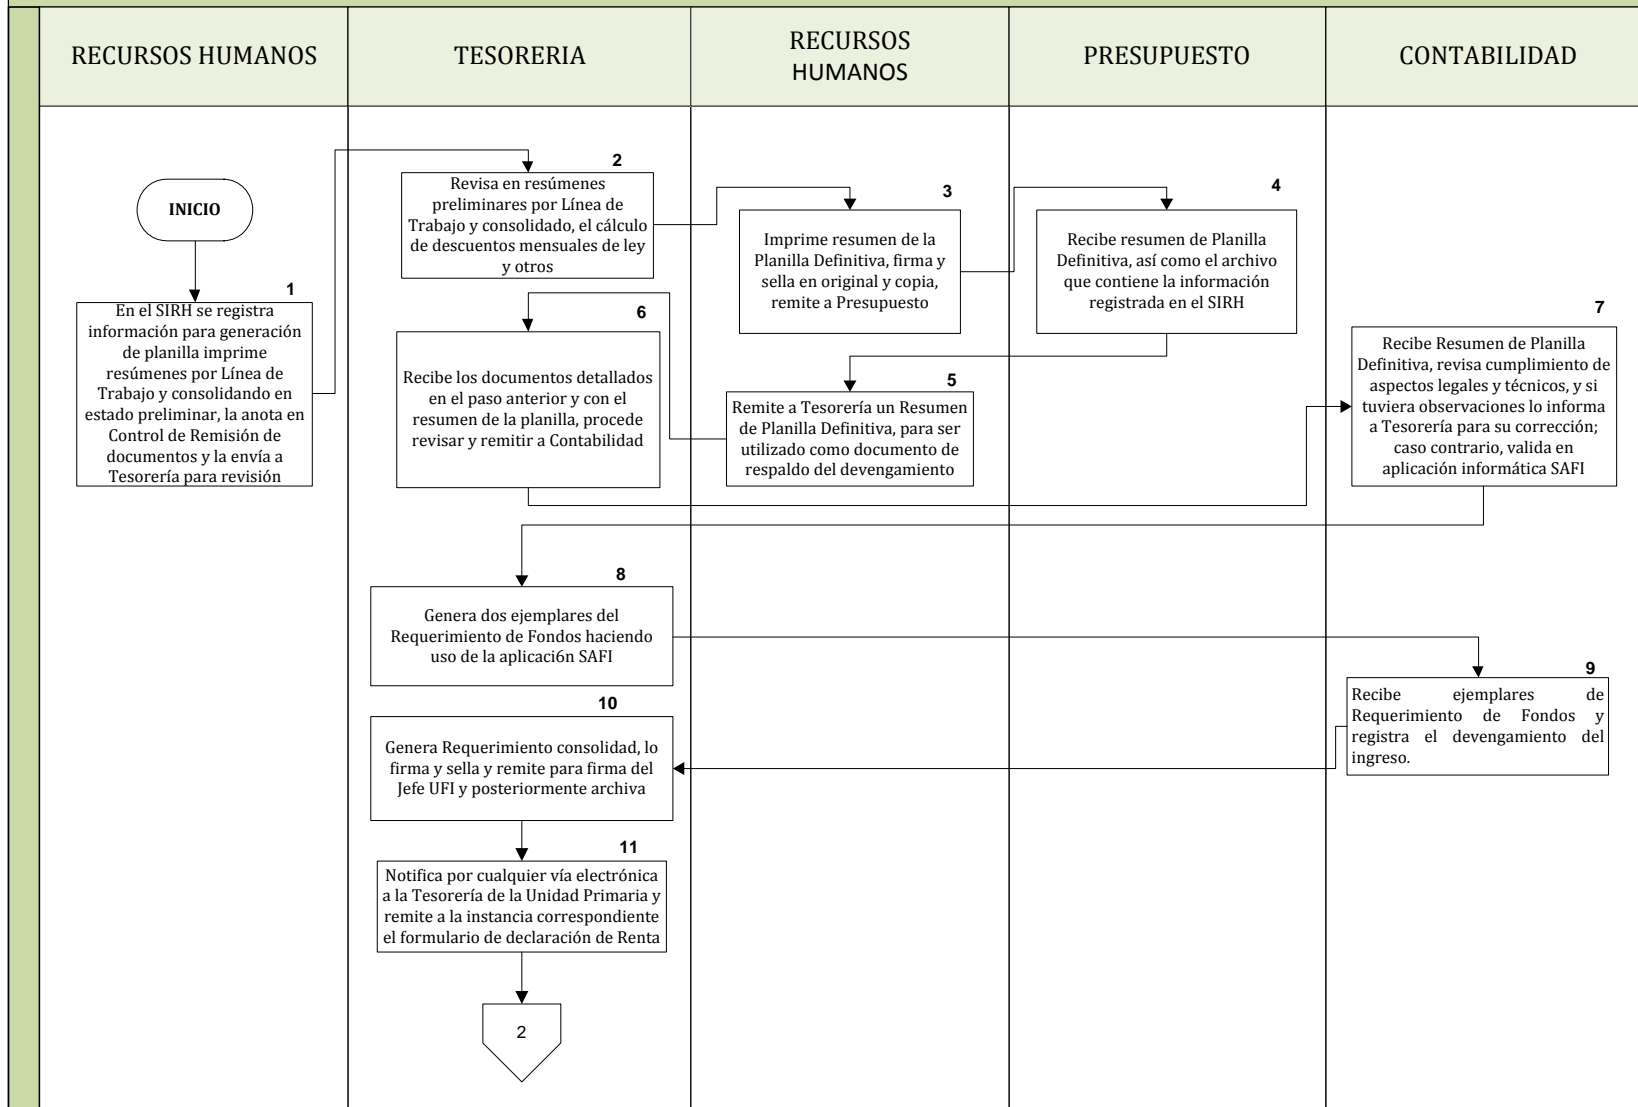 RECURSOS HUMANOS
TESORERIA
RECURSOS
HUMANOS
PRESUPUESTO
CONTABILIDAD
INICIO
1
En el SIRH se registra
información para generación
de planilla imprime
resúmenes por Línea de
Trabajo y consolidando en
estado preliminar, la anota en
Control de Remisión de
documentos y la envía a
Tesorería para revisión
2
Revisa en resúmenes
preliminares por Línea de
Trabajo y consolidado, el cálculo
de descuentos mensuales de ley
y otros
3
Imprime resumen de la
Planilla Definitiva, firma y
sella en original y copia,
remite a Presupuesto
4
Recibe resumen de Planilla
Definitiva, así como el archivo
que contiene la información
registrada en el SIRH
5
Remite a Tesorería un Resumen
de Planilla Definitiva, para ser
utilizado como documento de
respaldo del devengamiento
6
Recibe los documentos detallados
en el paso anterior y con el
resumen de la planilla, procede
revisar y remitir a Contabilidad
7
Recibe Resumen de Planilla
Definitiva, revisa cumplimiento de
aspectos legales y técnicos, y si
tuviera observaciones lo informa
a Tesorería para su corrección;
caso contrario, valida en
aplicación informática SAFI
8
Genera dos ejemplares del
Requerimiento de Fondos haciendo
uso de la aplicaci6n SAFI
9
Recibe ejemplares de
Requerimiento de Fondos y
registra el devengamiento del
ingreso.
10
Genera Requerimiento consolidad, lo
firma y sella y remite para firma del
Jefe UFI y posteriormente archiva
11
Notifica por cualquier vía electrónica
a la Tesorería de la Unidad Primaria y
remite a la instancia correspondiente
el formulario de declaración de Renta
2